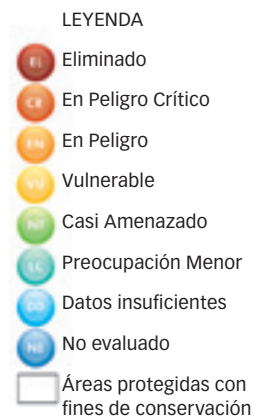 LEYENDA
EL Eliminado
CR En Peligro Crítico
EN En Peligro
VU Vulnerable
NT Casi Amenazado
LC Preocupación Menor
DD Datos insuficientes
NE No evaluado
Áreas protegidas con
fines de conservación